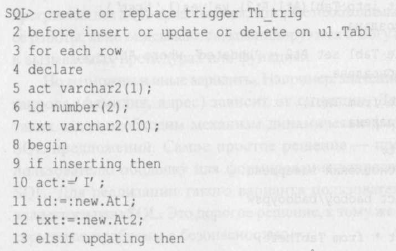 SQL> create or replace trigger Th_trig
2 before insert or update or delete on u1.Tabl
3 for each row
4 declare
5 act varchar2(1);
6 id number(2);
7 txt varchar2(10);
8 begin
9 if inserting then
10 act:=' I';
11 id:=:new.At1;
12 txt:=:new.At2;
13 elsif updating then